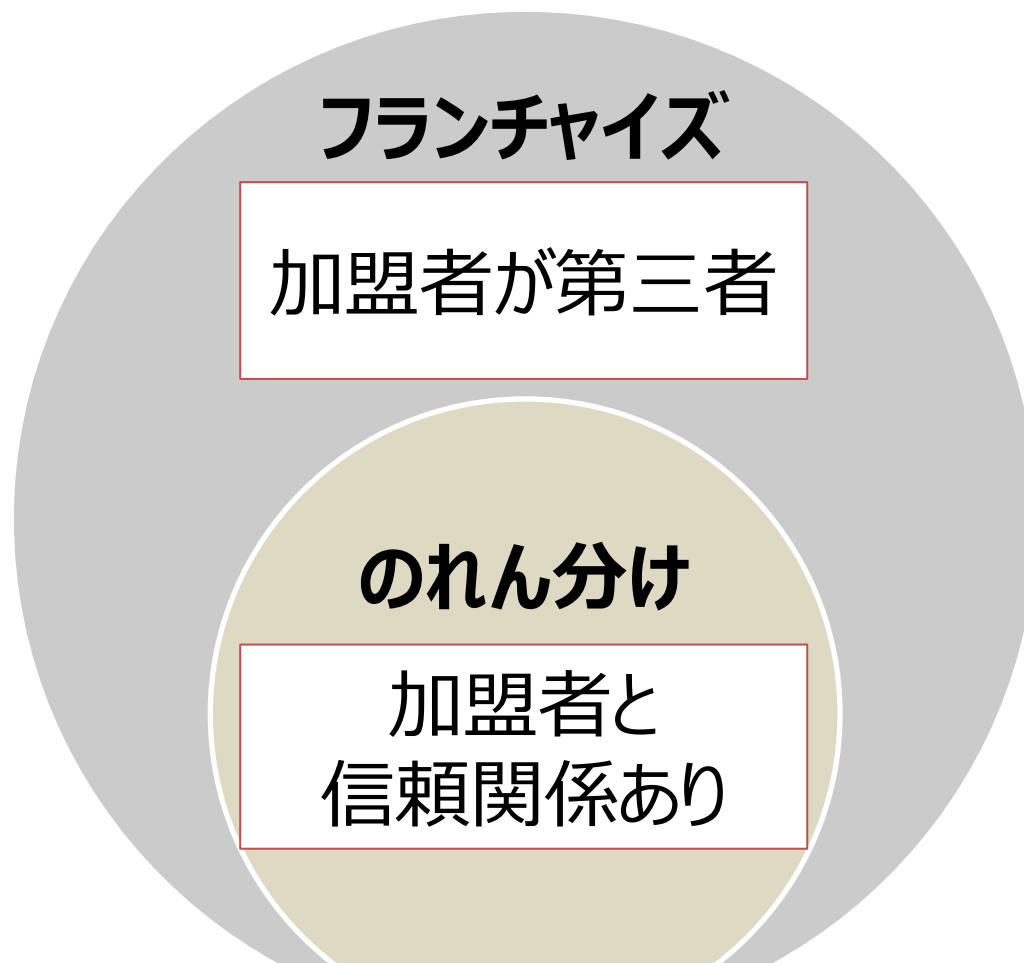 フランチャイズ
加盟者が第三者
のれん分け
加盟者と
信頼関係あり